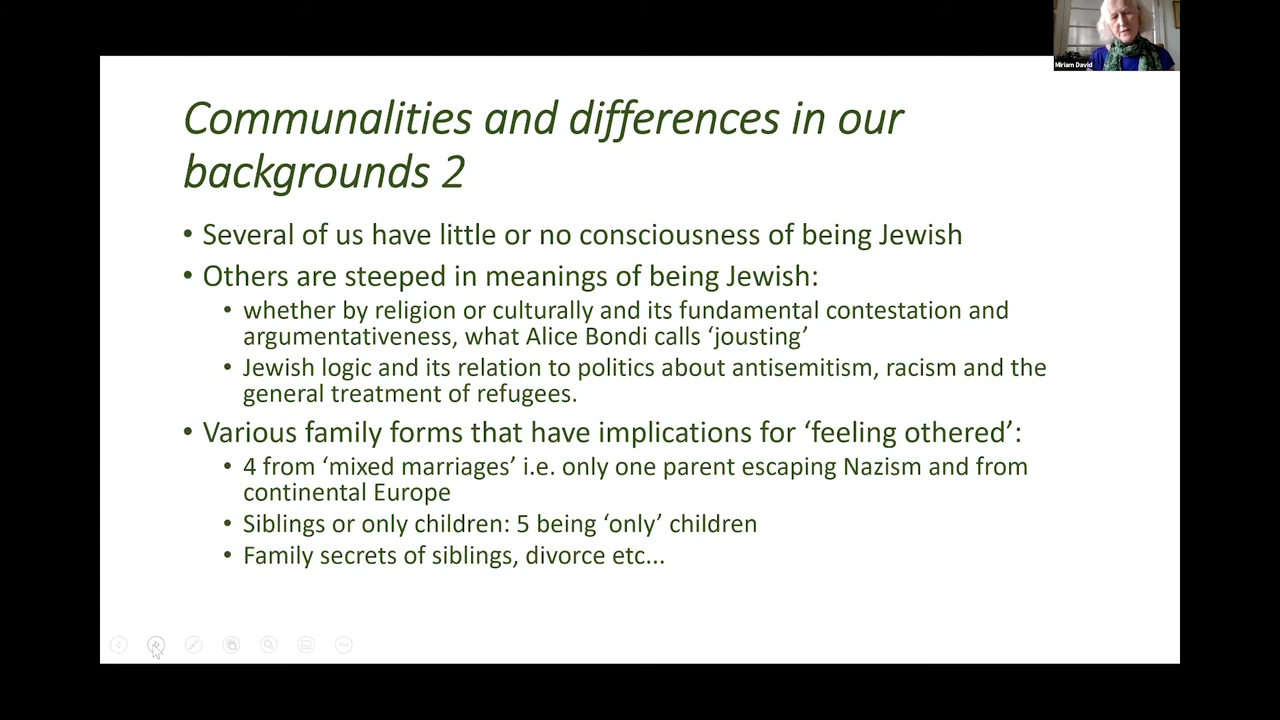 Miriam David
Communalities and differences in our
backgrounds 2
• Several of us have little or no consciousness of being Jewish
• Others are steeped in meanings of being Jewish:
• whether by religion or culturally and its fundamental contestation and
argumentativeness, what Alice Bondi calls ‘jousting’
• Jewish logic and its relation to politics about antisemitism, racism and the
general treatment of refugees.
• Various family forms that have implications for ‘feeling othered’:
• 4 from ‘mixed marriages’ i.e. only one parent escaping Nazism and from
continental Europe
• Siblings or only children: 5 being ‘only’ children
• Family secrets of siblings, divorce etc...